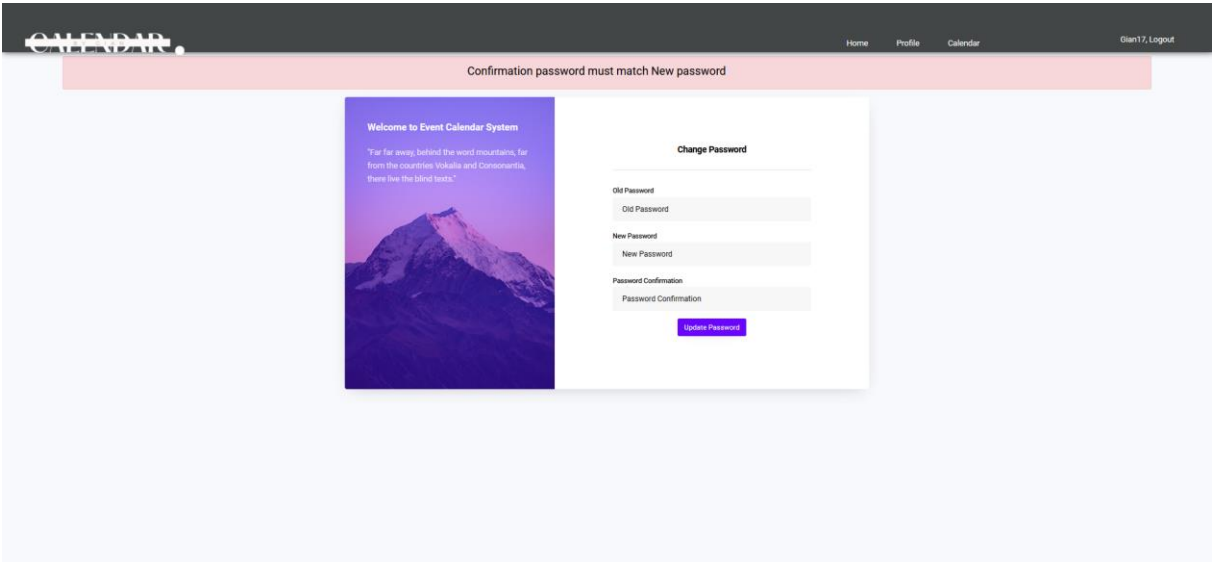 CALENDAR
Home Profile Calendar Gian17, Logout
Confirmation password must match New password
Welcome to Event Calendar System
"Far far away, behind the word mountains, far
from the countries Vokalia and Consonantia,
there live the blind texts."
Change Password
Old Password
Old Password
New Password
New Password
Password Confirmation
Password Confirmation
Update Password